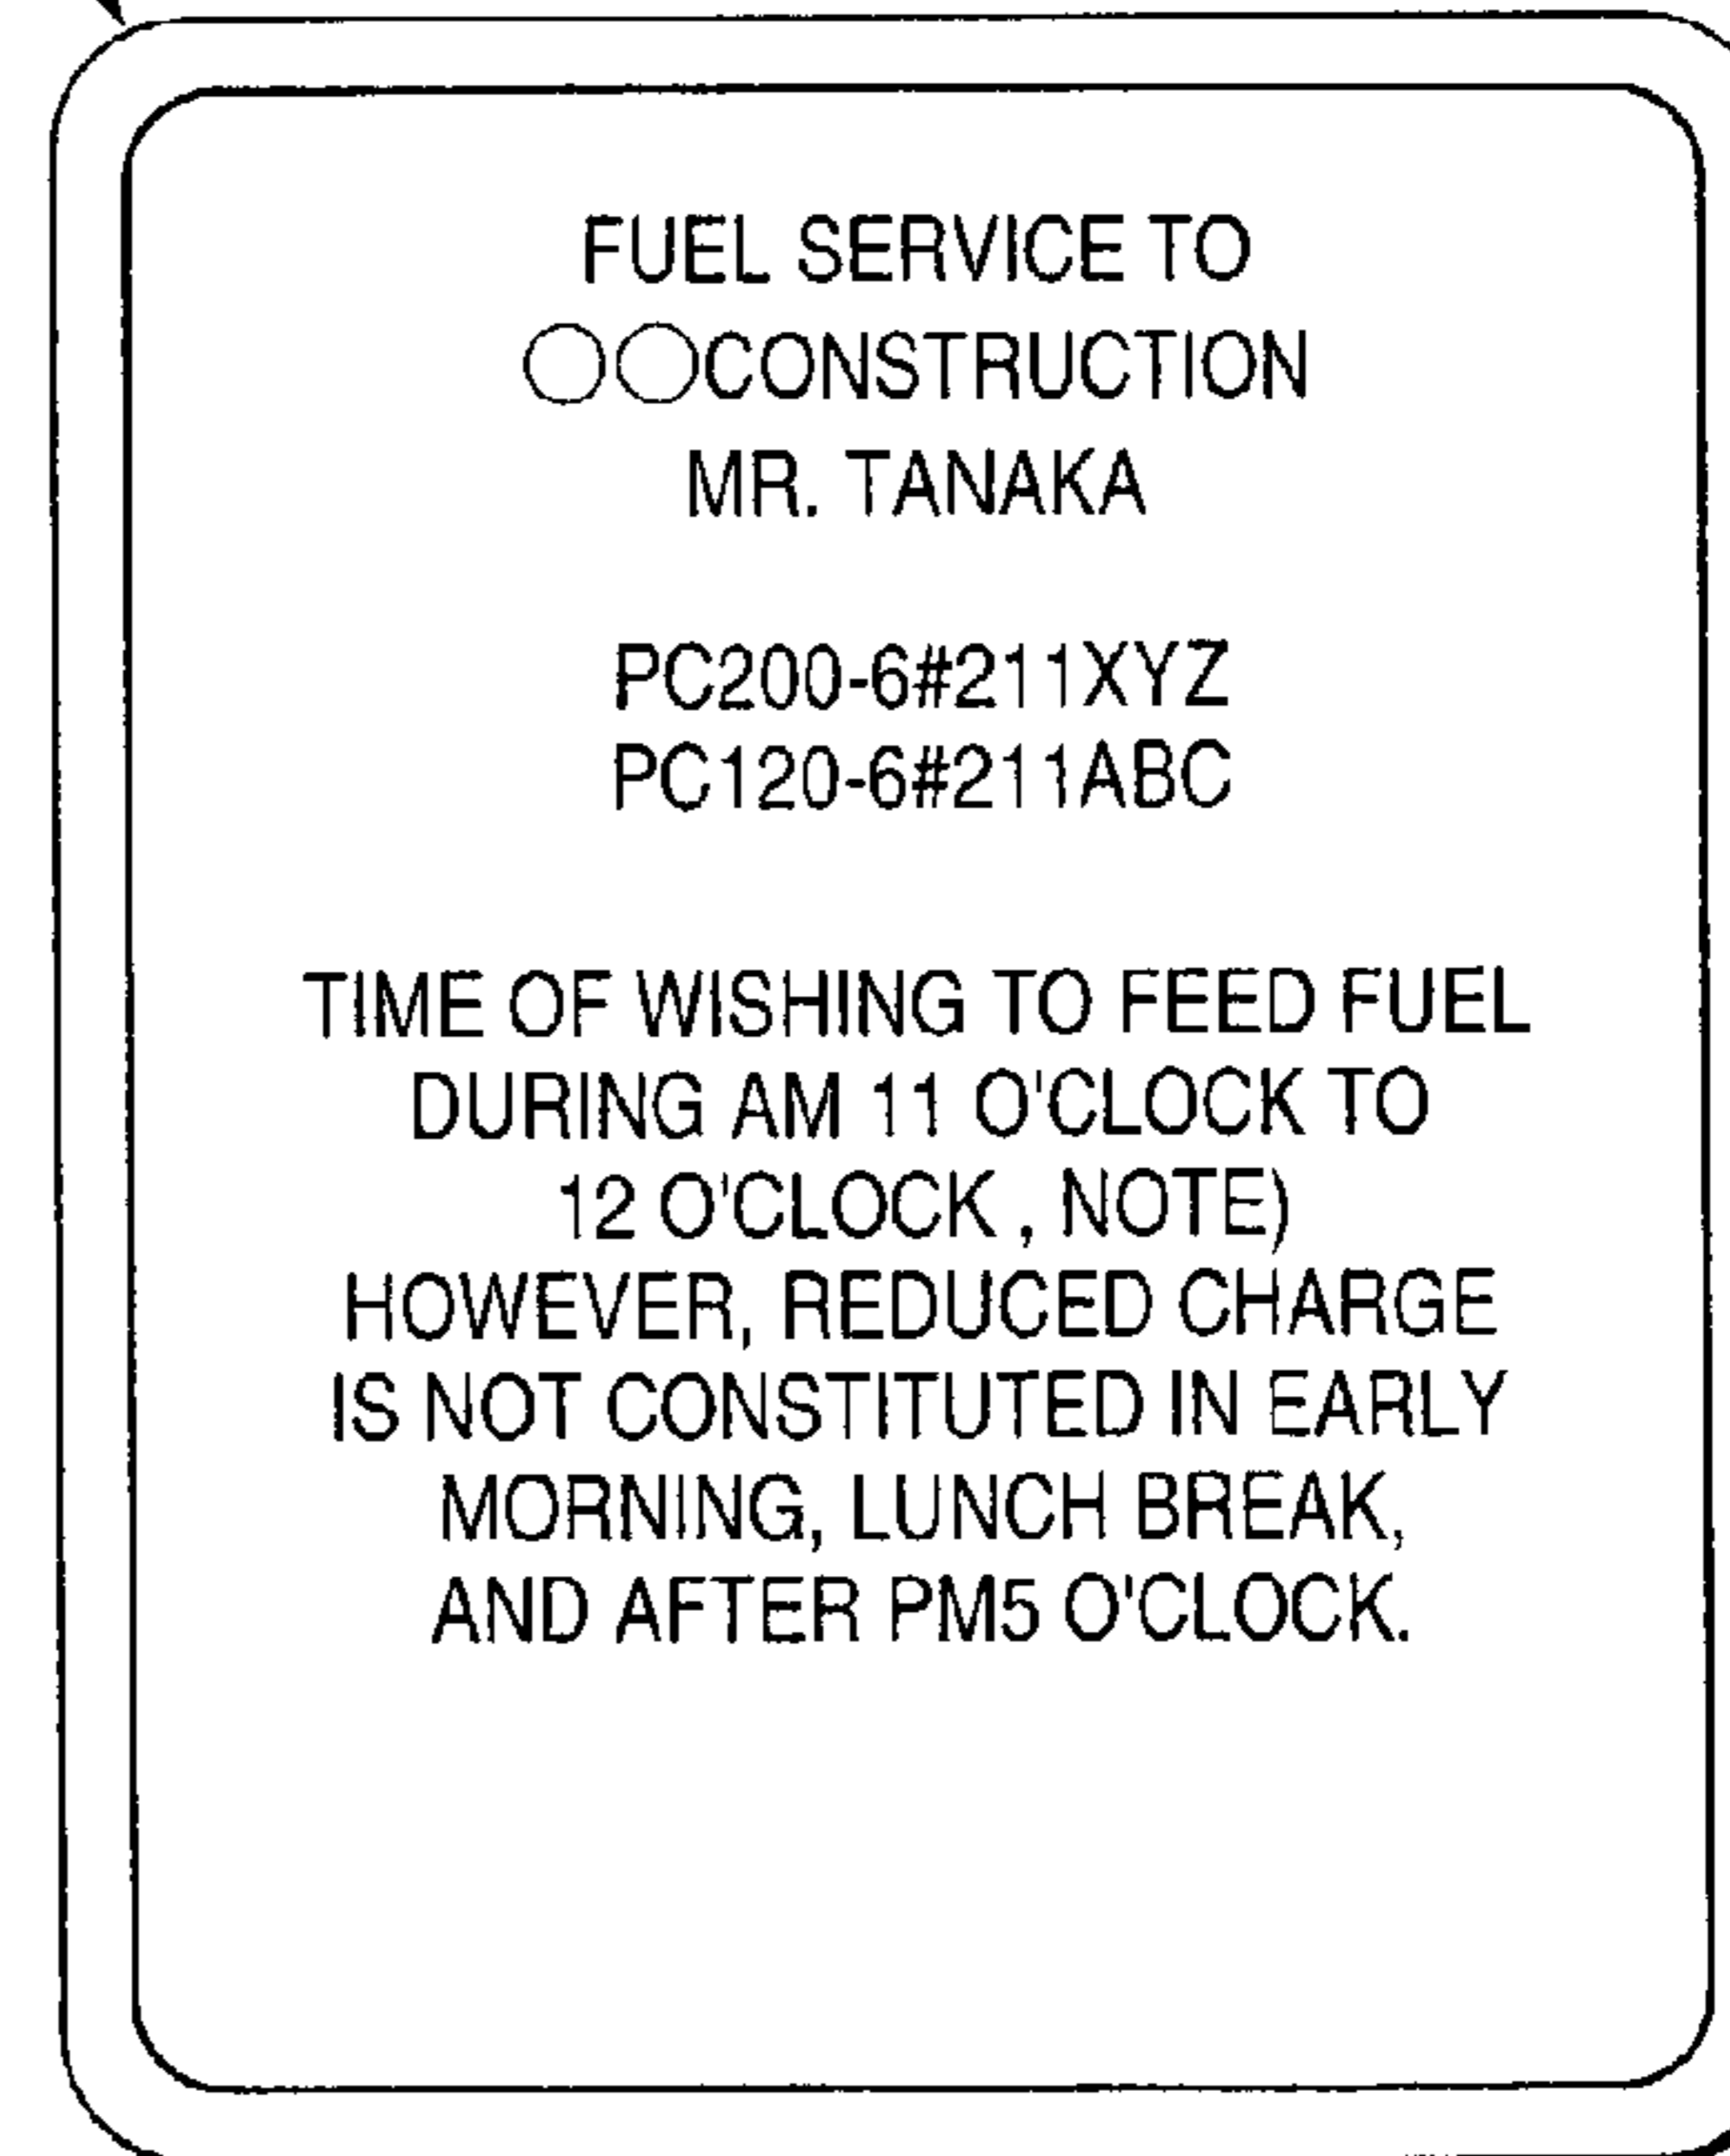 FUEL SERVICE TO
○○CONSTRUCTION
MR. TANAKA
PC200-6#211XYZ
PC120-6#211ABC
TIME OF WISHING TO FEED FUEL
DURING AM 11 O'CLOCK TO
12 O'CLOCK , NOTE)
HOWEVER, REDUCED CHARGE
IS NOT CONSTITUTED IN EARLY
MORNING, LUNCH BREAK,
AND AFTER PM5 O'CLOCK.